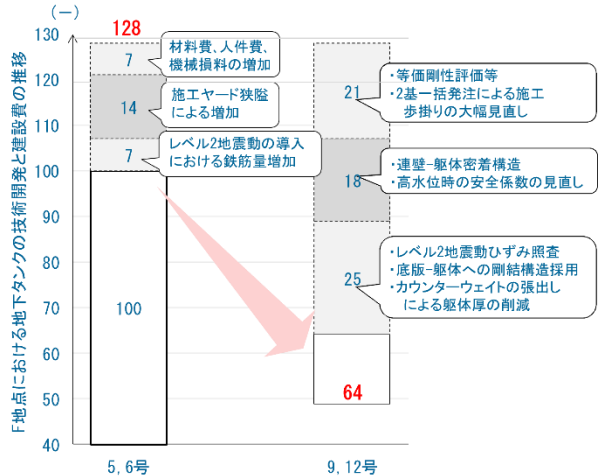 (－)
F地点における地下タンクの技術開発と建設費の推移
130
120
110
100
90
80
70
60
50
40
128
7
14
7
100
材料費、人件費、
機械損料の増加
施工ヤード狭隘
による増加
レベル2地震動の導入
における鉄筋量増加
5,6号
21
18
25
64
・等価剛性評価等
・2基一括発注による施工
歩掛りの大幅見直し
・連壁-躯体密着構造
・高水位時の安全係数の見直し
・レベル2地震動ひずみ照査
・底版-躯体への剛結構造採用
・カウンターウェイトの張出し
による躯体厚の削減
9,12号